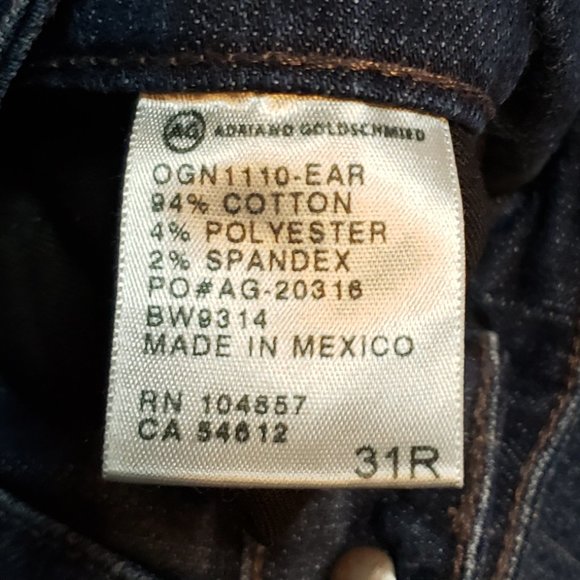 AG ADRIANO GOLDSCHMIED
OGN1110-EAR
94% COTTON
4% POLYESTER
2% SPANDEX
PO#AG-20316
BW9314
MADE IN MEXICO
RN 104857
CA 54612
31R